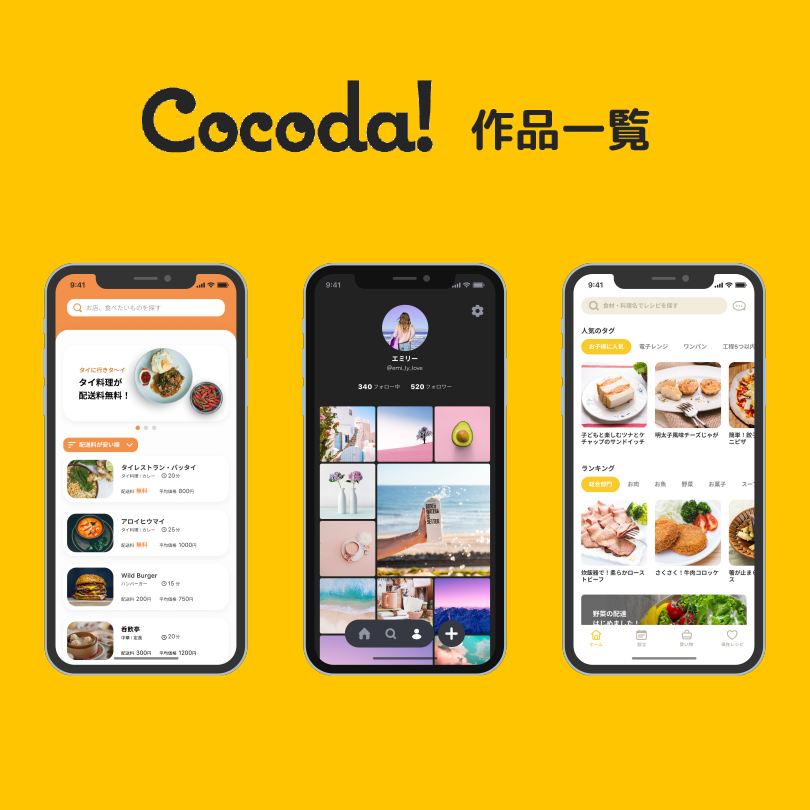 Cocoda! 作品一覧
9:41
お店、食べたいものを探す
タイに行きタ〜イ
タイ料理が
配送料無料！
配送料が安い順
タイレストラン・パッタイ
タイ料理｜カレー 20分
配送料 無料 平均価格 800円
アロイヒウマイ
タイ料理｜カレー 25分
配送料 無料 平均価格 1000円
Wild Burger
ハンバーガー 15 分
配送料 200円 平均価格 750円
呑飲亭
中華｜定食 20分
配送料 300円 平均価格 1200円
9:41
エミリー
@emi_ly_love
340 フォロー中 520 フォロワー
9:41
食材・料理名でレシピを探す
人気のタグ
お子様に人気 電子レンジ ワンパン 工程5つ以内
子どもと楽しむツナとケチャップのサンドイッチ
明太子風味チーズじゃが
簡単！餃
ニピザ
ランキング
総合部門 お肉 お魚 野菜 お菓子 スー
炊飯器で！柔らかロース
トビーフ
さくさく！牛肉コロッケ
箸が止ま
ス
野菜の配達
はじめました！
ホーム 献立 買い物 保存レシピ